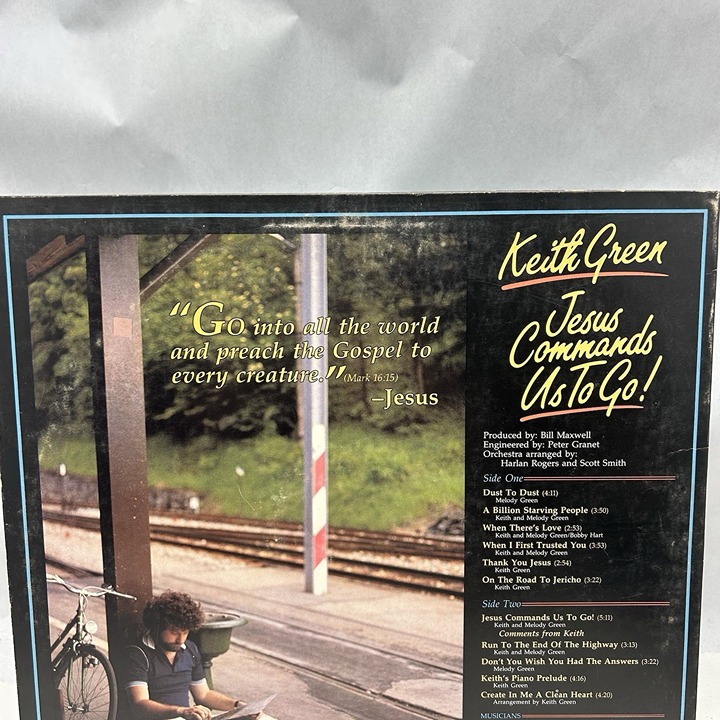 "Go into all the world
and preach the Gospel to
every creature." (Mark 16:15)
–Jesus
Keith Green
Jesus
Commands
Us To Go!
Produced by: Bill Maxwell
Engineered by: Peter Granet
Orchestra arranged by:
Harlan Rogers and Scott Smith
Side One
Dust To Dust (4:11)
Melody Green
A Billion Starving People (3:50)
Keith and Melody Green
When There's Love (2:53)
Keith and Melody Green/Bobby Hart
When I First Trusted You (3:53)
Keith and Melody Green
Thank You Jesus (2:54)
Keith Green
On The Road To Jericho (3:22)
Keith Green
Side Two
Jesus Commands Us To Go! (5:11)
Keith and Melody Green
Comments from Keith
Run To The End Of The Highway (3:13)
Keith and Melody Green
Don't You Wish You Had The Answers (3:22)
Melody Green
Keith's Piano Prelude (4:16)
Keith Green
Create In Me A Clean Heart (4:20)
Arrangement by Keith Green
MUSICIANS